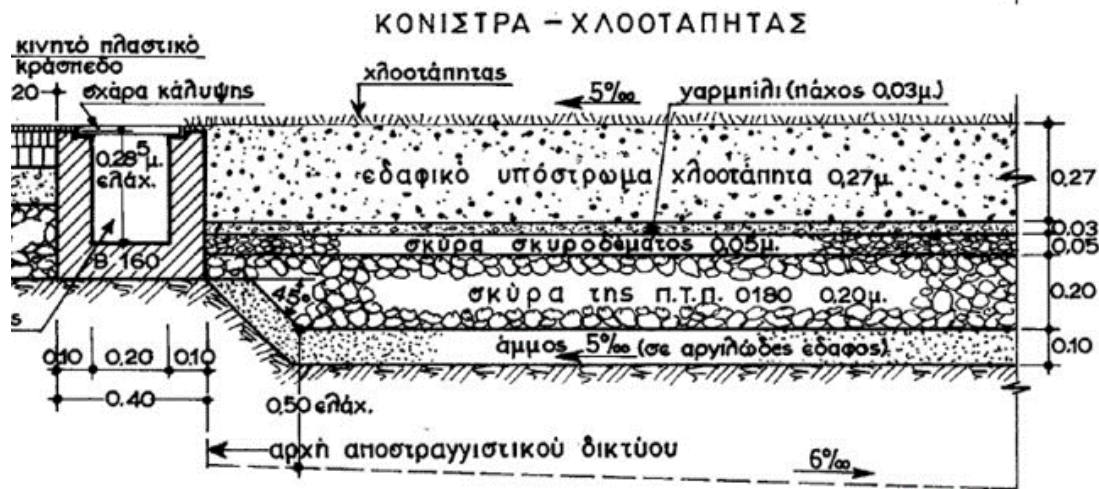 ΚΟΝΙΣΤΡΑ – ΧΛΟΟΤΑΠΗΤΑΣ
κινητό πλαστικό
κράσπεδο
20
σχάρα κάλυψης
χλοοτάπητας
5‰
γαρμπίλι (πάχος 0,03μ.)
0.28⁵μ.
ελάχ.
εδαφικό υπόστρωμα χλοοτάπητα 0,27μ.
0,27
0.03
σκύρα σκυροδέματος 0,05μ.
0.05
B 160
45°
σκύρα της Π.Τ.Π. 0180 0,20μ.
0.20
ς
άμμος 5‰ (σε αργιλώδες έδαφος)
0.10
0.10 0.20 0.10
0.40
0,50 ελάχ.
αρχή αποστραγγιστικού δικτύου
6‰